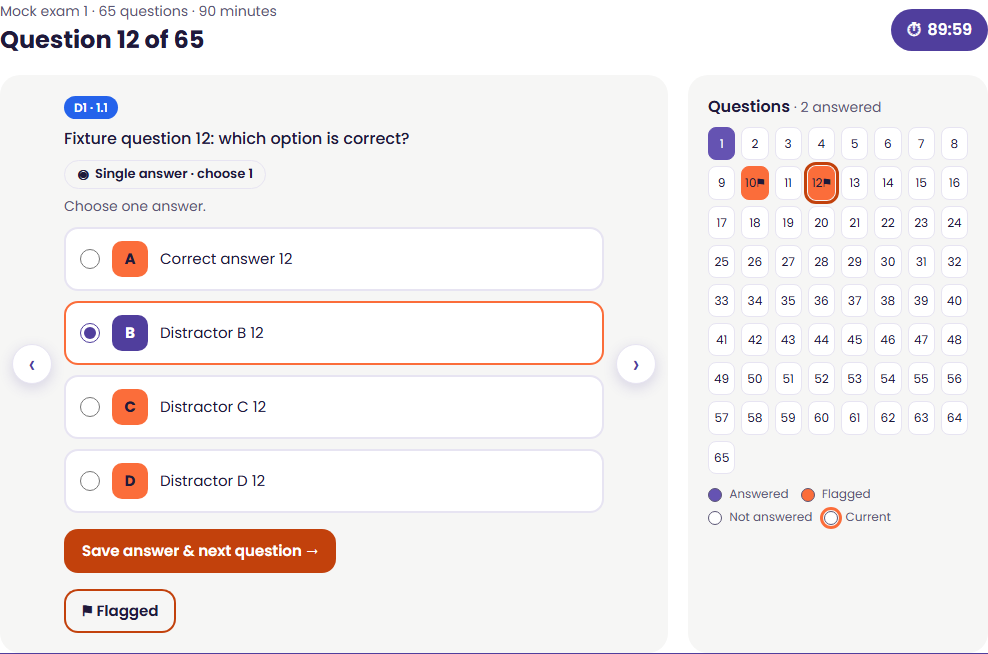 Mock exam 1 · 65 questions · 90 minutes
Question 12 of 65
⏱ 89:59
D1 · 1.1
Fixture question 12: which option is correct?
◉ Single answer · choose 1
Choose one answer.
A Correct answer 12
B Distractor B 12
C Distractor C 12
D Distractor D 12
‹ ›
Save answer & next question →
⚑ Flagged
Questions · 2 answered
1 2 3 4 5 6 7 8
9 10⚑ 11 12⚑ 13 14 15 16
17 18 19 20 21 22 23 24
25 26 27 28 29 30 31 32
33 34 35 36 37 38 39 40
41 42 43 44 45 46 47 48
49 50 51 52 53 54 55 56
57 58 59 60 61 62 63 64
65
Answered Flagged
Not answered Current